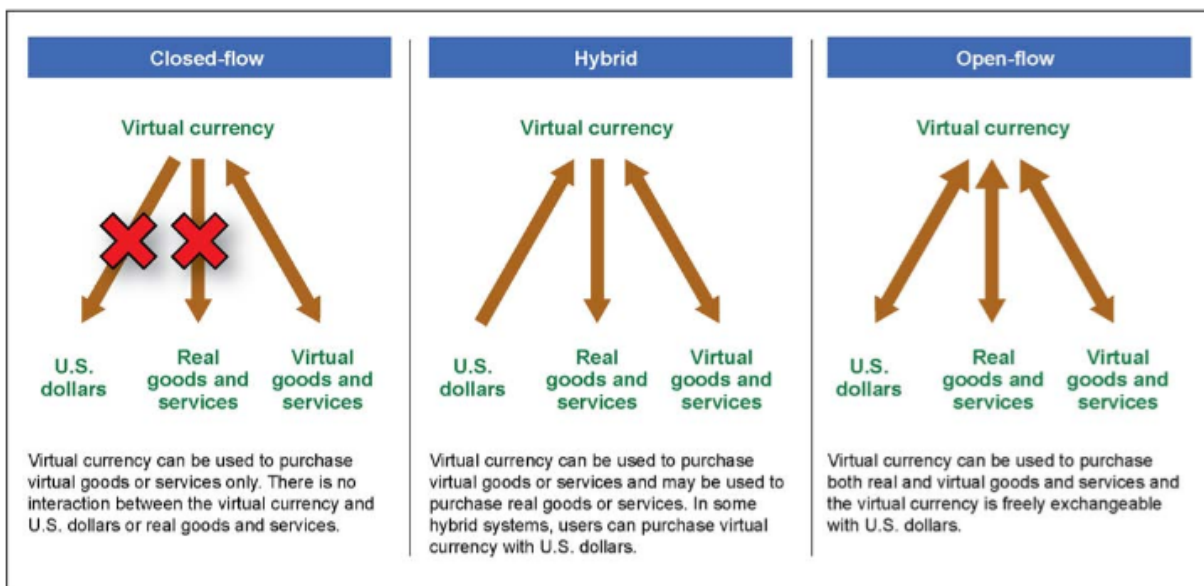 Closed-flow
Virtual currency
U.S.
dollars
Real
goods and
services
Virtual
goods and
services
Virtual currency can be used to purchase
virtual goods or services only. There is no
interaction between the virtual currency and
U.S. dollars or real goods and services.
Hybrid
Virtual currency
U.S.
dollars
Real
goods and
services
Virtual
goods and
services
Virtual currency can be used to purchase
virtual goods or services and may be used to
purchase real goods or services. In some
hybrid systems, users can purchase virtual
currency with U.S. dollars.
Open-flow
Virtual currency
U.S.
dollars
Real
goods and
services
Virtual
goods and
services
Virtual currency can be used to purchase
both real and virtual goods and services and
the virtual currency is freely exchangeable
with U.S. dollars.